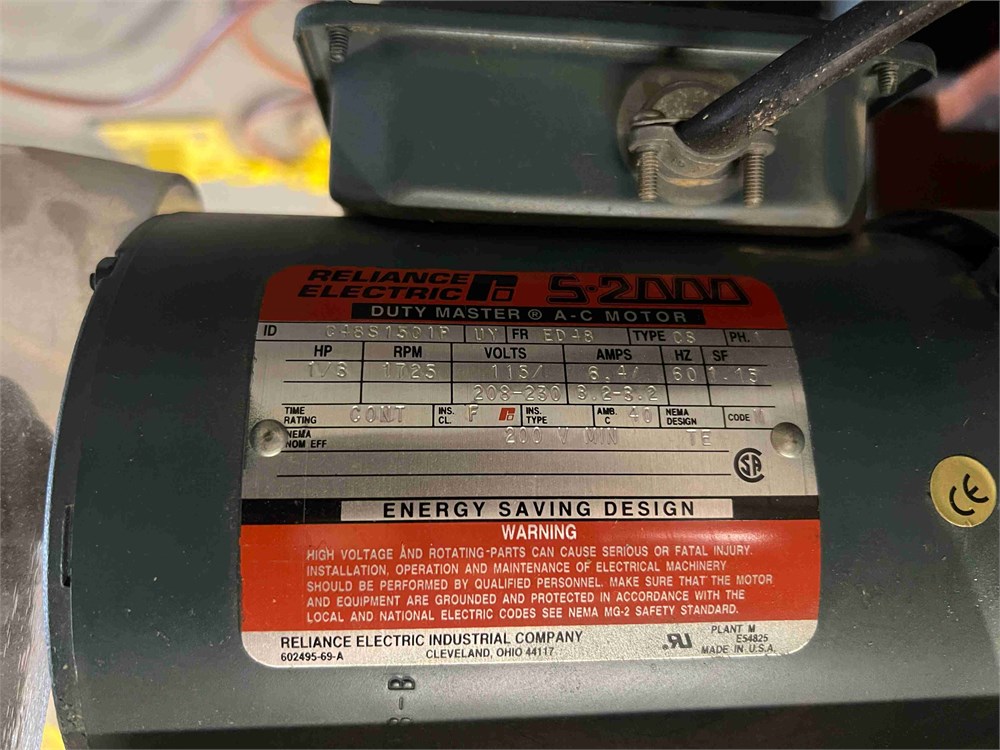 RELIANCE
ELECTRIC S-2000
DUTY MASTER ® A-C MOTOR
ID C48S1501P UY FR ED48 TYPE CS PH. 1
HP RPM VOLTS AMPS HZ SF
1/3 1725 115/ 6.4/ 60 1.15
208-230 3.2-3.2
TIME RATING CONT INS. CL. F INS. TYPE AMB. C 40 NEMA DESIGN CODE
NEMA NOM EFF 200 V MIN TE
ENERGY SAVING DESIGN
WARNING
HIGH VOLTAGE AND ROTATING-PARTS CAN CAUSE SERIOUS OR FATAL INJURY.
INSTALLATION, OPERATION AND MAINTENANCE OF ELECTRICAL MACHINERY
SHOULD BE PERFORMED BY QUALIFIED PERSONNEL. MAKE SURE THAT THE MOTOR
AND EQUIPMENT ARE GROUNDED AND PROTECTED IN ACCORDANCE WITH THE
LOCAL AND NATIONAL ELECTRIC CODES SEE NEMA MG-2 SAFETY STANDARD.
RELIANCE ELECTRIC INDUSTRIAL COMPANY
602495-69-A CLEVELAND, OHIO 44117
PLANT M
E54825
MADE IN U.S.A.
CE